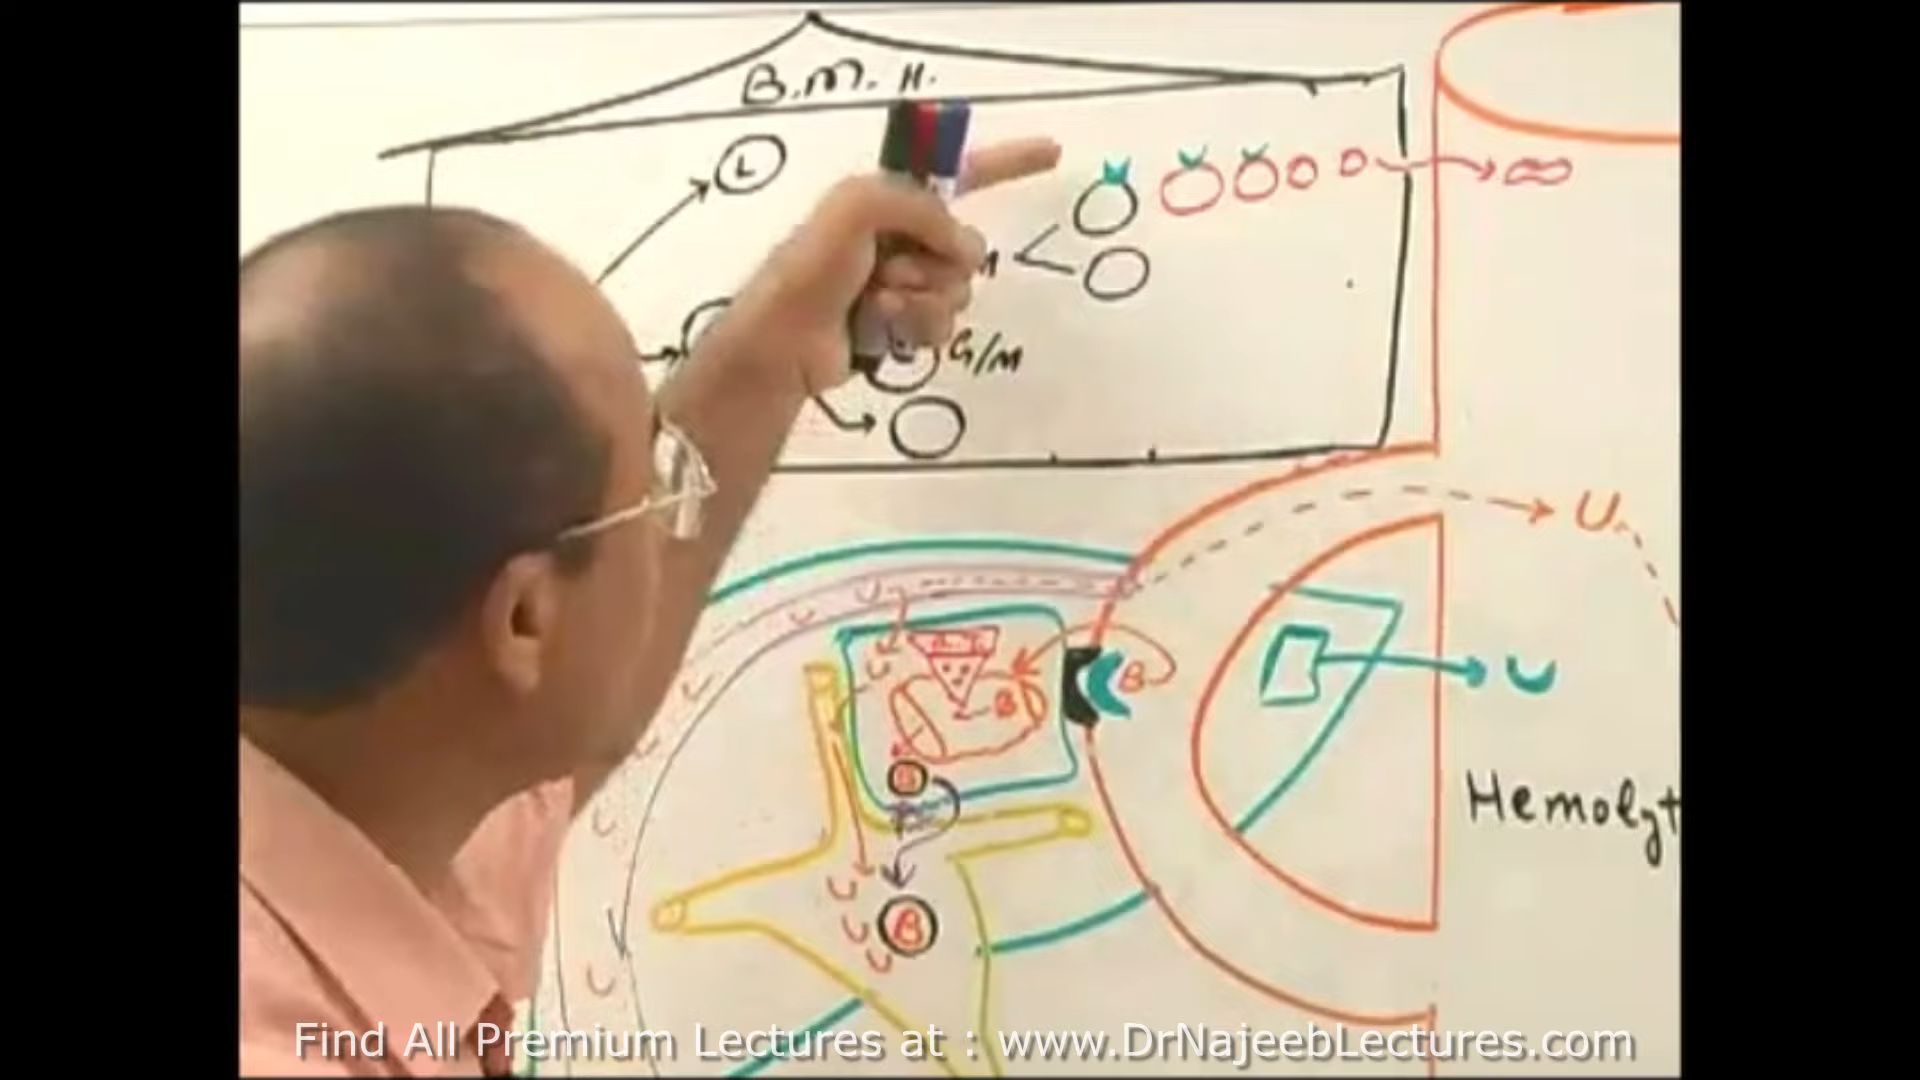 B.M.H.
L
G/M
U
U
U
B
B
U
Hemolyt
B
U
U
B
U
U
Find All Premium Lectures at : www.DrNajeebLectures.com